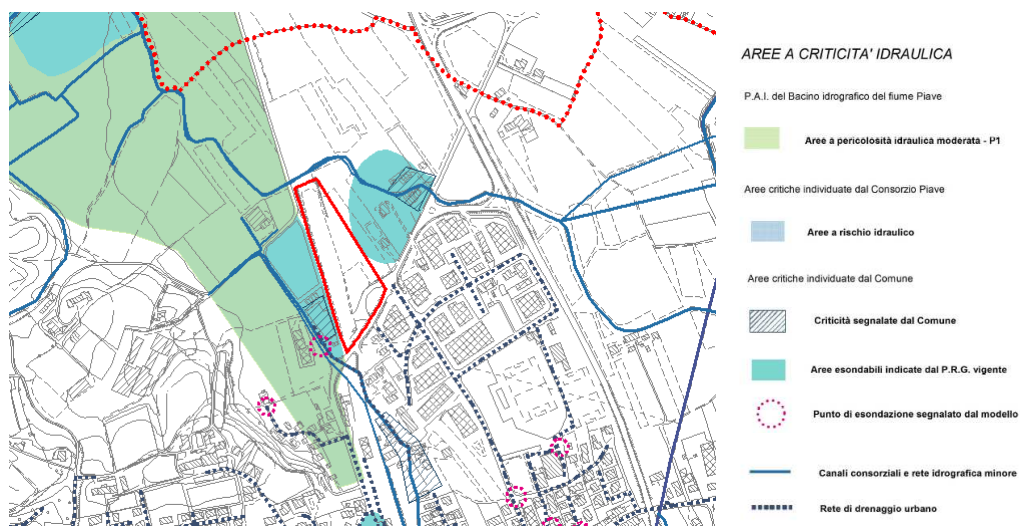 AREE A CRITICITA' IDRAULICA
P.A.I. del Bacino idrografico del fiume Piave
Aree a pericolosità idraulica moderata - P1
Aree critiche individuate dal Consorzio Piave
Aree a rischio idraulico
Aree critiche individuate dal Comune
Criticità segnalate dal Comune
Aree esondabili indicate dal P.R.G. vigente
Punto di esondazione segnalato dal modello
Canali consorziali e rete idrografica minore
Rete di drenaggio urbano